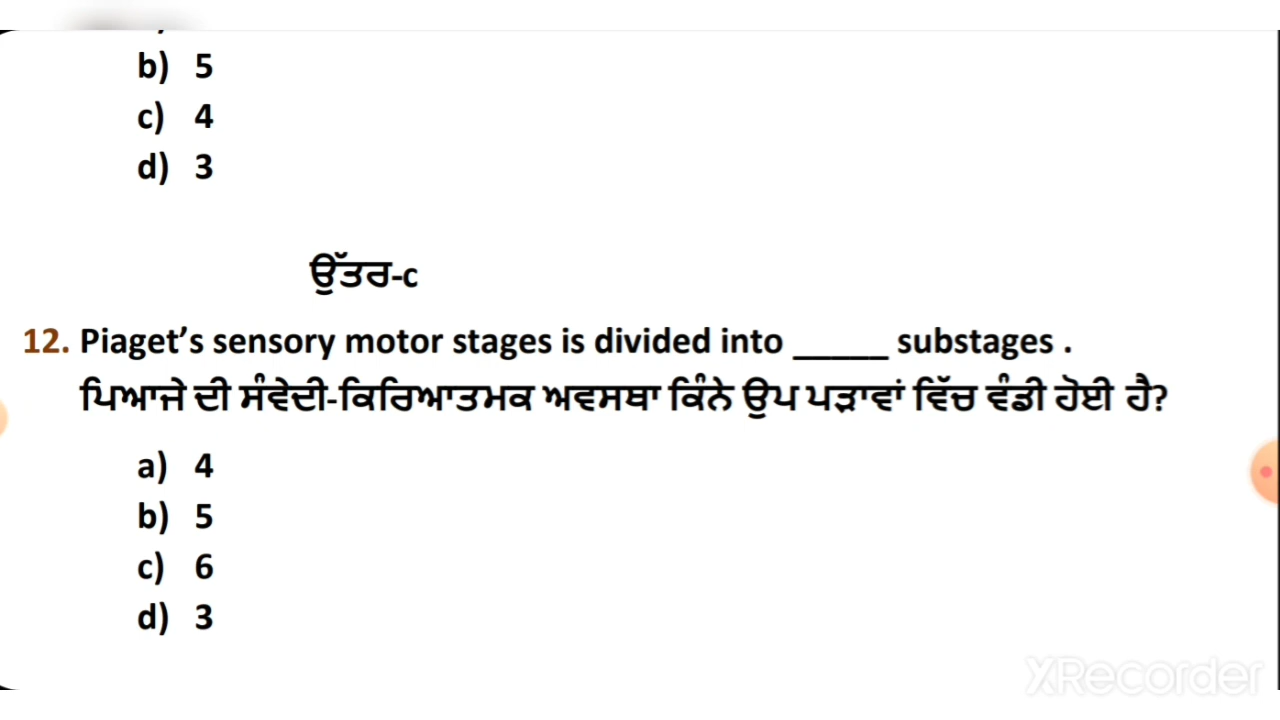 b) 5
c) 4
d) 3
ਉੱਤਰ-c
12. Piaget’s sensory motor stages is divided into _____ substages .
ਪਿਆਜੇ ਦੀ ਸੰਵੇਦੀ-ਕਿਰਿਆਤਮਕ ਅਵਸਥਾ ਕਿੰਨੇ ਉਪ ਪੜਾਵਾਂ ਵਿੱਚ ਵੰਡੀ ਹੋਈ ਹੈ?
a) 4
b) 5
c) 6
d) 3
XRecorder